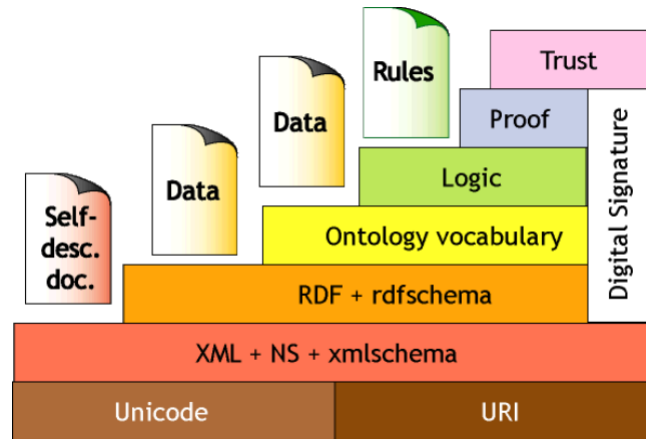 Rules
Trust
Data
Proof
Data
Logic
Self-
desc.
doc.
Ontology vocabulary
Digital Signature
RDF + rdfschema
XML + NS + xmlschema
Unicode
URI